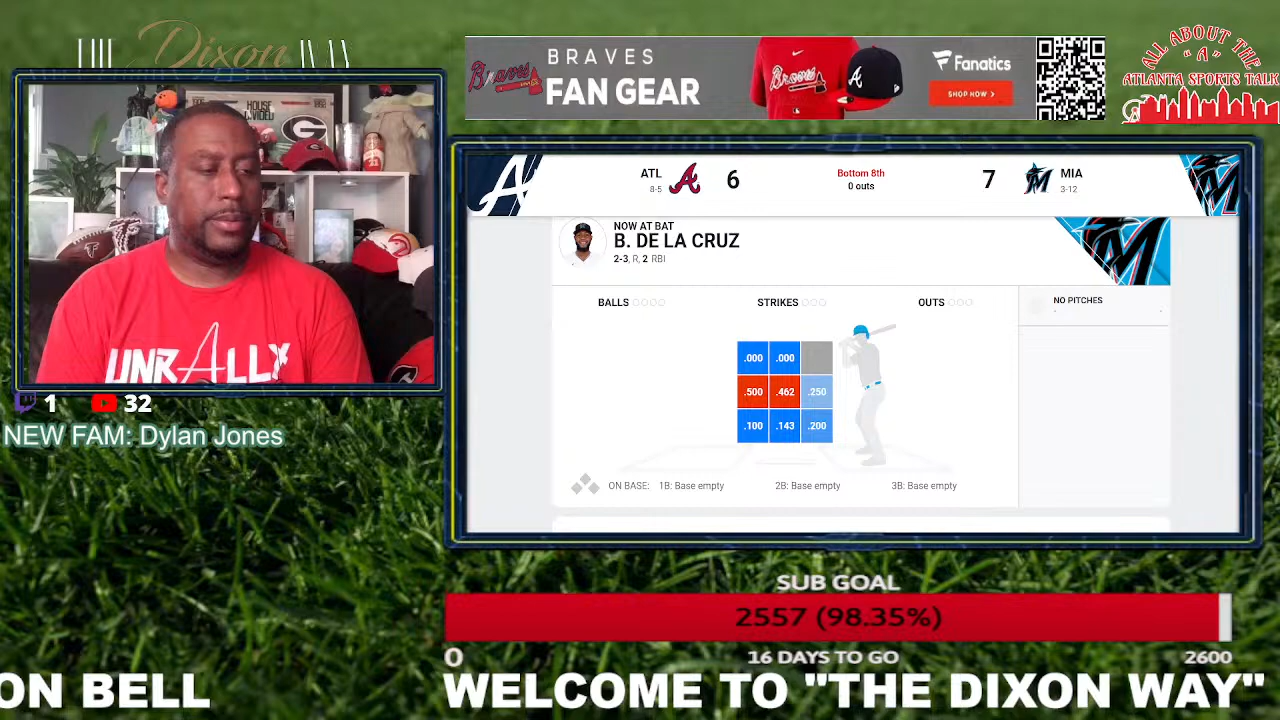 Dixon
HOUSE DIVIDED
G
UNRALLY
1
32
NEW FAM: Dylan Jones
Braves
BRAVES
FAN GEAR
Braves
A
Fanatics
SHOP NOW >
ALL ABOUT THE
"A"
ATLANTA SPORTS TALK
ATL
8-5
6
Bottom 8th
0 outs
7
MIA
3-12
NOW AT BAT
B. DE LA CRUZ
2-3, R, 2 RBI
BALLS
STRIKES
OUTS
NO PITCHES
.000 .000
.500 .462 .250
.100 .143 .200
ON BASE: 1B: Base empty 2B: Base empty 3B: Base empty
SUB GOAL
2557 (98.35%)
0 16 DAYS TO GO 2600
ON BELL WELCOME TO "THE DIXON WAY"